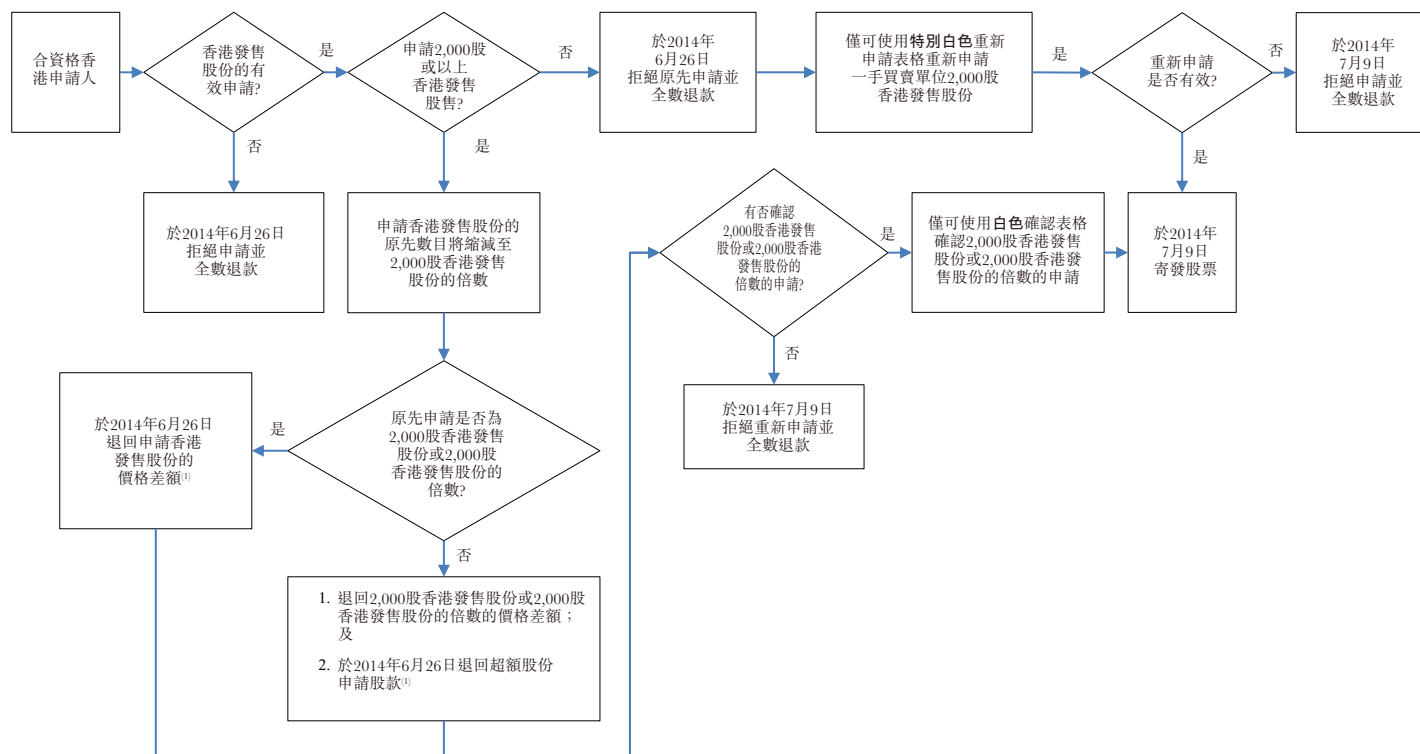 合資格香港
申請人
香港發售
股份的有
效申請?
是
否
申請2,000股
或以上
香港發售
股售?
否
是
於2014年
6月26日
拒絕原先申請並
全數退款
僅可使用特別白色重新
申請表格重新申請
一手買賣單位2,000股
香港發售股份
是
重新申請
是否有效?
否
是
於2014年
7月9日
拒絕申請並
全數退款
於2014年6月26日
拒絕申請並
全數退款
申請香港發售股份的
原先數目將縮減至
2,000股香港發售
股份的倍數
有否確認
2,000股香港發售
股份或2,000股香港
發售股份的
倍數的申請?
是
否
僅可使用白色確認表格
確認2,000股香港發售
股份或2,000股香港發
售股份的倍數的申請
於2014年
7月9日
寄發股票
於2014年7月9日
拒絕重新申請並
全數退款
於2014年6月26日
退回申請香港
發售股份的
價格差額(1)
是
原先申請是否為
2,000股香港發售
股份或2,000股
香港發售股份的
倍數?
否
1. 退回2,000股香港發售股份或2,000股
香港發售股份的倍數的價格差額；
及
2. 於2014年6月26日退回超額股份
申請股款(1)